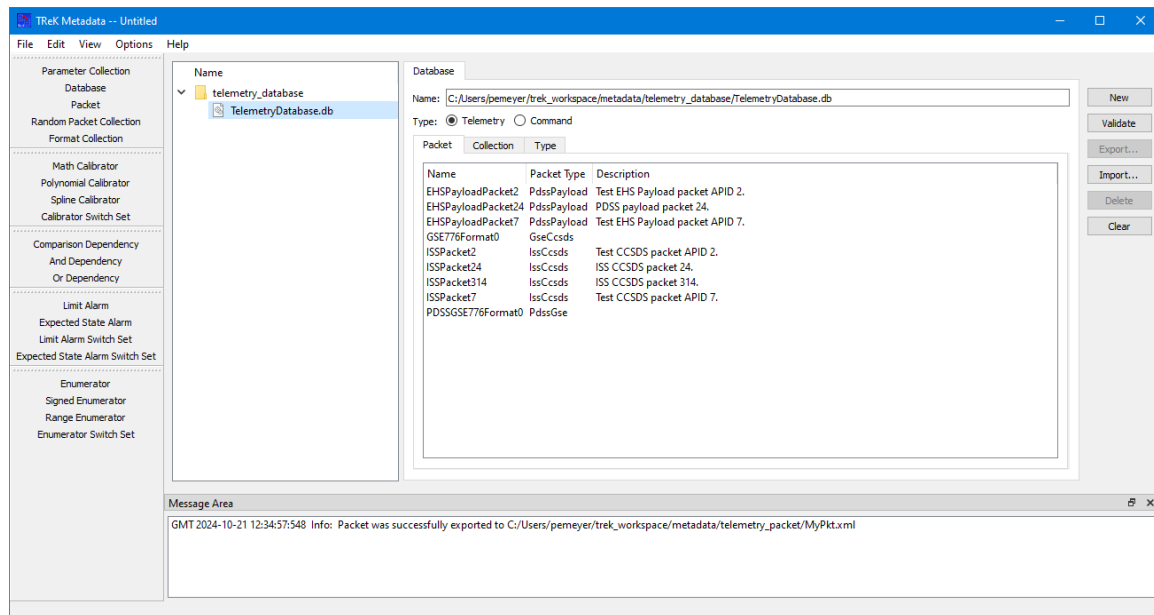 TReK Metadata -- Untitled
File Edit View Options Help
Parameter Collection
Database
Packet
Random Packet Collection
Format Collection
Math Calibrator
Polynomial Calibrator
Spline Calibrator
Calibrator Switch Set
Comparison Dependency
And Dependency
Or Dependency
Limit Alarm
Expected State Alarm
Limit Alarm Switch Set
Expected State Alarm Switch Set
Enumerator
Signed Enumerator
Range Enumerator
Enumerator Switch Set
Name
telemetry_database
TelemetryDatabase.db
Database
Name: C:/Users/pemeyer/trek_workspace/metadata/telemetry_database/TelemetryDatabase.db
Type: Telemetry Command
Packet Collection Type
Name Packet Type Description
EHSPayloadPacket2 PdssPayload Test EHS Payload packet APID 2.
EHSPayloadPacket24 PdssPayload PDSS payload packet 24.
EHSPayloadPacket7 PdssPayload Test EHS Payload packet APID 7.
GSE776Format0 GseCcsds
ISSPacket2 IssCcsds Test CCSDS packet APID 2.
ISSPacket24 IssCcsds ISS CCSDS packet 24.
ISSPacket314 IssCcsds ISS CCSDS packet 314.
ISSPacket7 IssCcsds Test CCSDS packet APID 7.
PDSSGSE776Format0 PdssGse
New
Validate
Export...
Import...
Delete
Clear
Message Area
GMT 2024-10-21 12:34:57:548 Info: Packet was successfully exported to C:/Users/pemeyer/trek_workspace/metadata/telemetry_packet/MyPkt.xml